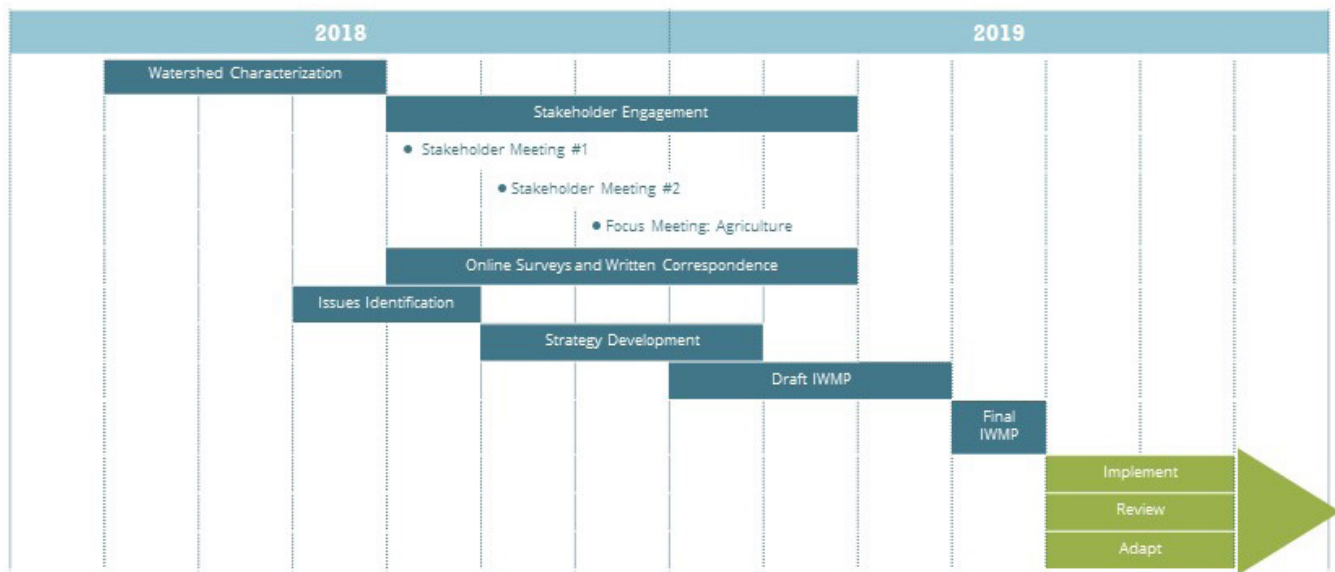 2018 2019
Watershed Characterization
Stakeholder Engagement
Stakeholder Meeting #1
Stakeholder Meeting #2
Focus Meeting: Agriculture
Online Surveys and Written Correspondence
Issues Identification
Strategy Development
Draft IWMP
Final
IWMP
Implement
Review
Adapt